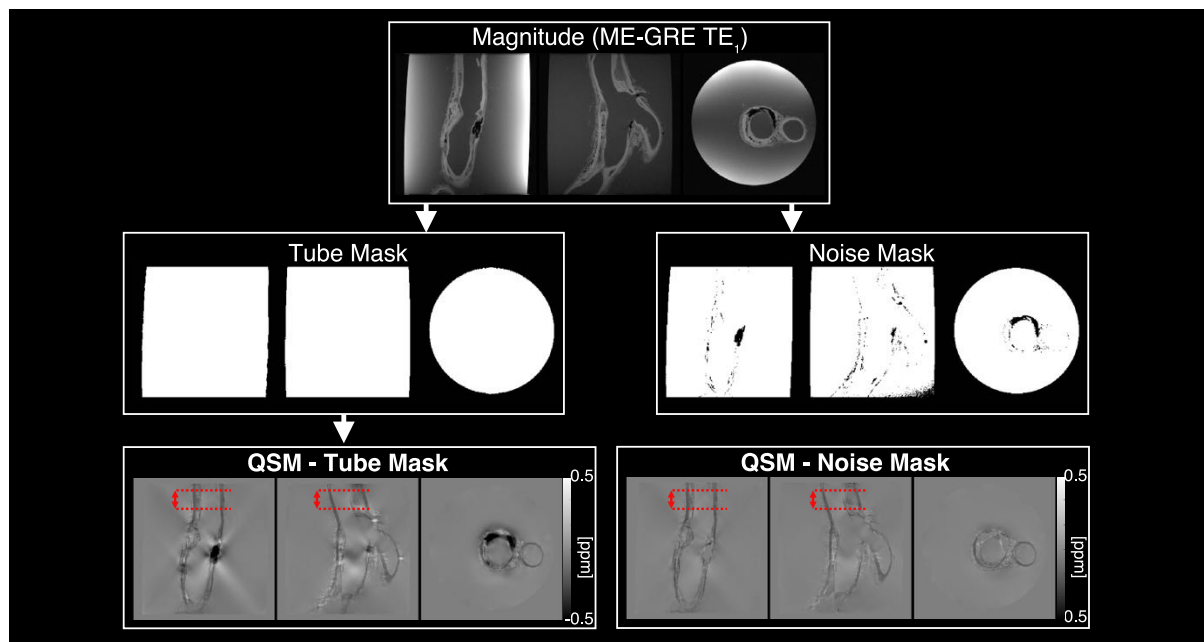 Magnitude (ME-GRE TE1)
Tube Mask
Noise Mask
QSM - Tube Mask
0.5
[ppm]
-0.5
QSM - Noise Mask
0.5
[ppm]
0.5